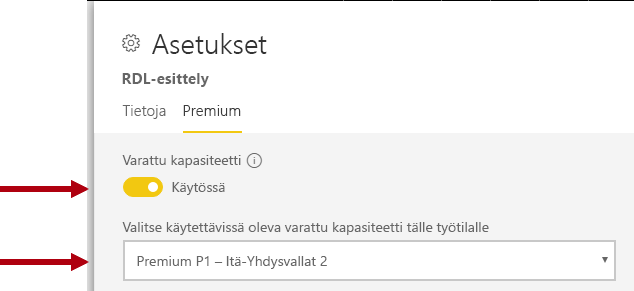 Asetukset
RDL-esittely
Tietoja Premium
Varattu kapasiteetti
Käytössä
Valitse käytettävissä oleva varattu kapasiteetti tälle työtilalle
Premium P1 – Itä-Yhdysvallat 2